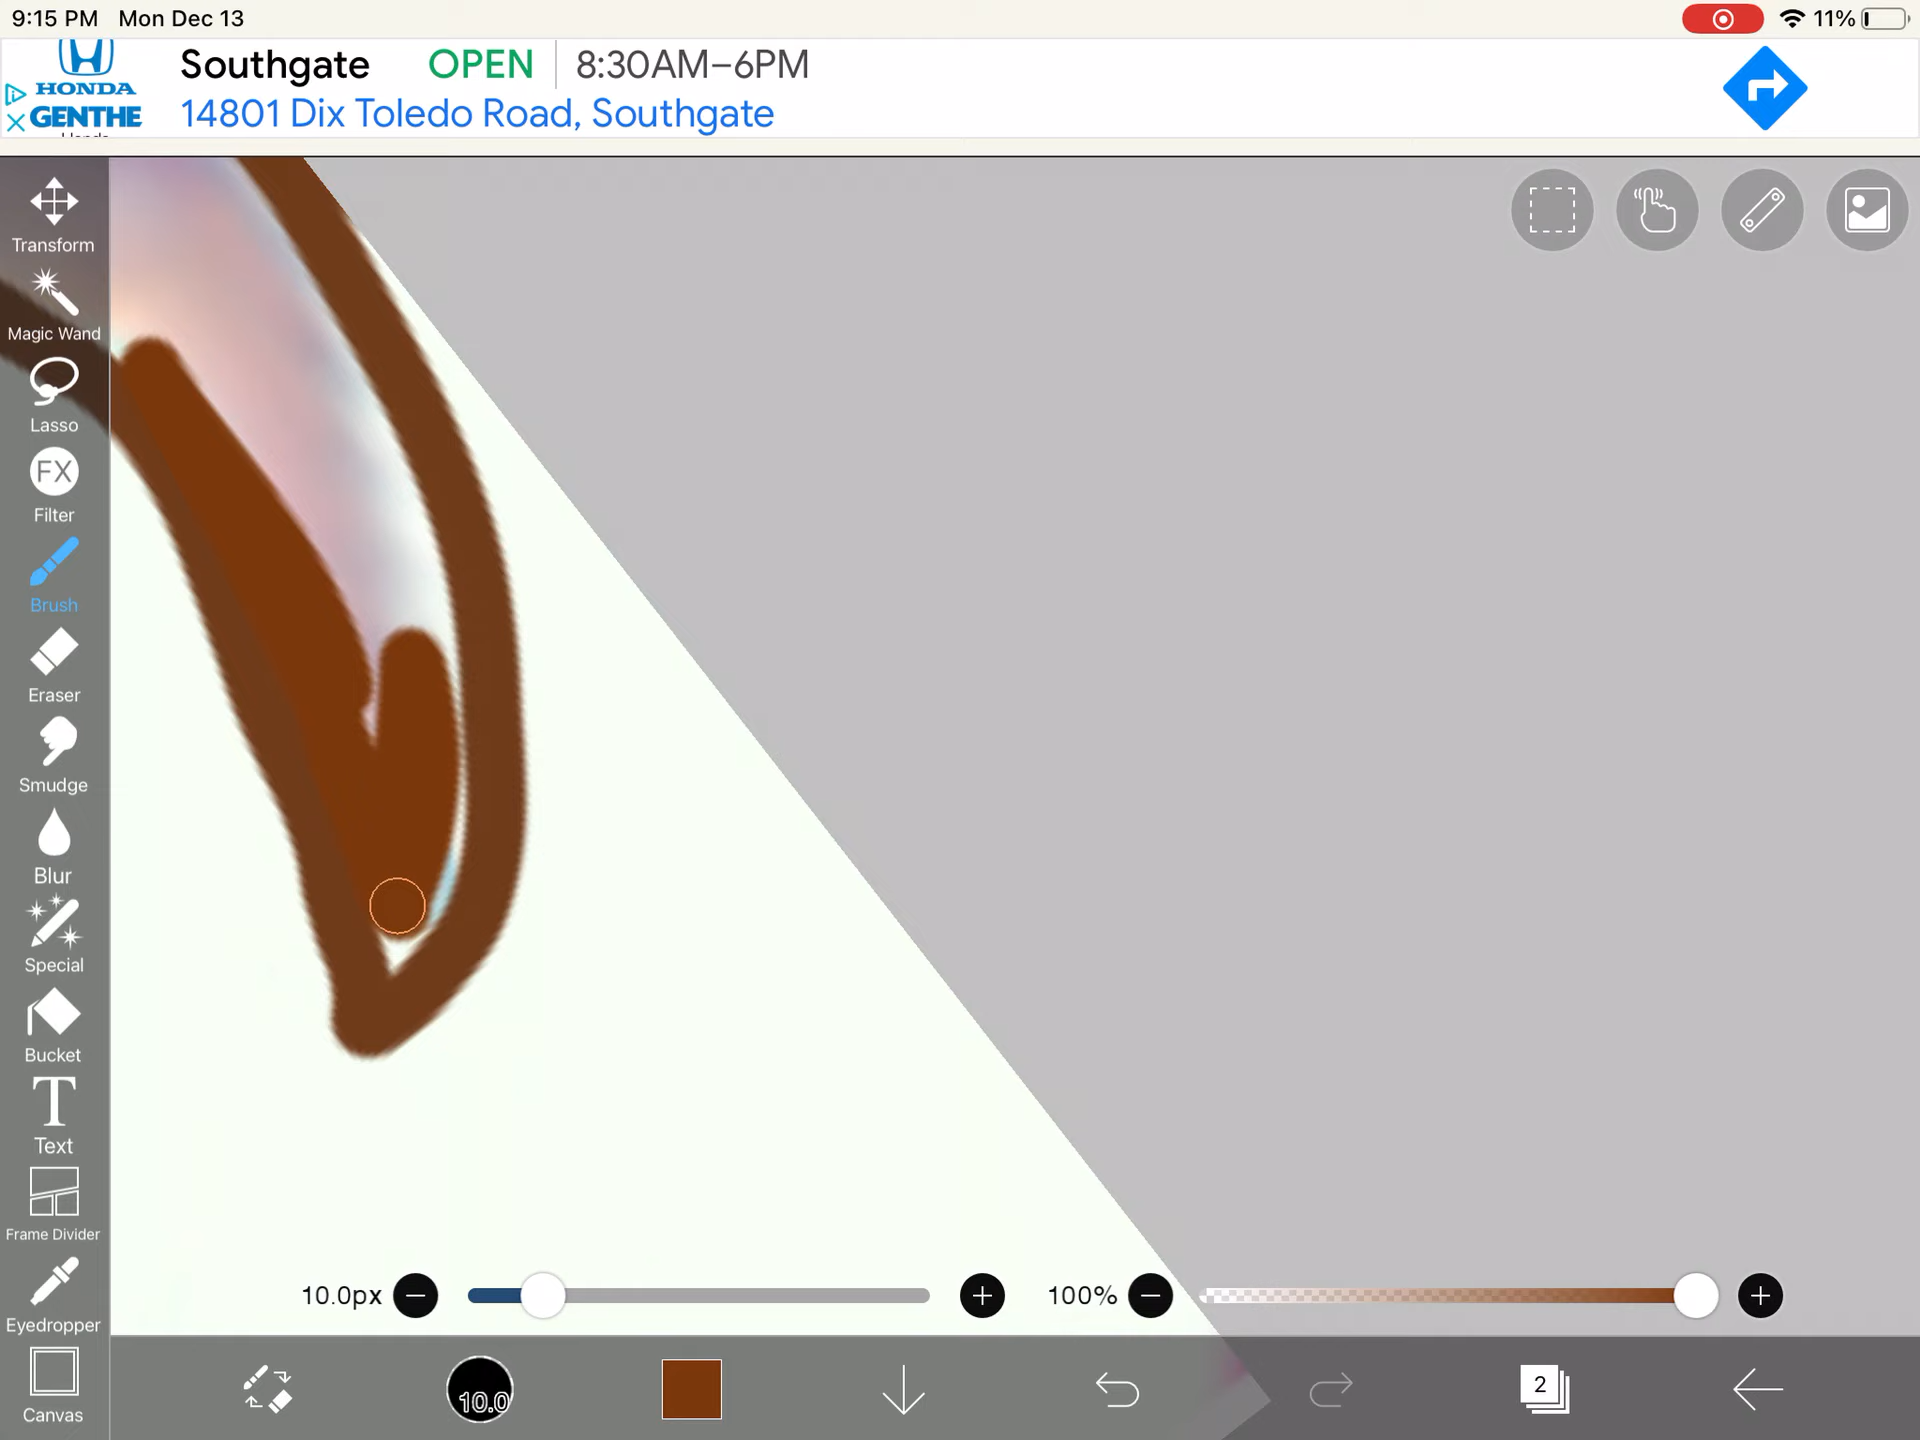 9:15 PM Mon Dec 13
11%
HONDA
GENTHE
Honda
Southgate OPEN 8:30AM–6PM
14801 Dix Toledo Road, Southgate
Transform
Magic Wand
Lasso
FX
Filter
Brush
Eraser
Smudge
Blur
Special
Bucket
T
Text
Frame Divider
Eyedropper
Canvas
10.0px
100%
10.0
2